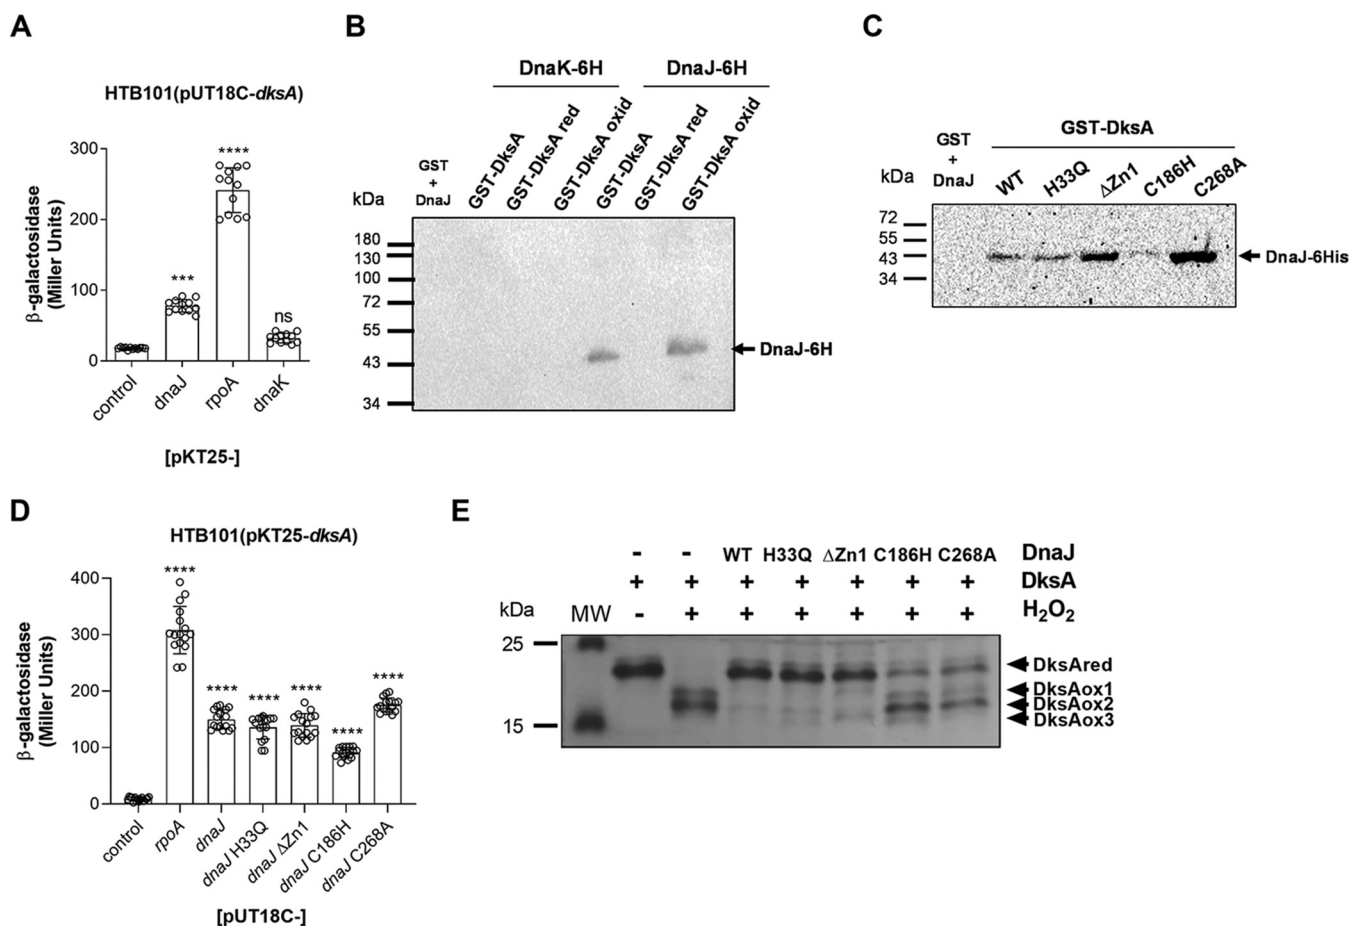 A
HTB101(pUT18C-dksA)
β-galactosidase
(Miller Units)
300
200
100
0
****
***
ns
control
dnaJ
rpoA
dnaK
[pKT25-]
B
DnaK-6H
DnaJ-6H
GST
+
DnaJ
GST-DksA
GST-DksA red
GST-DksA oxid
GST-DksA
GST-DksA red
GST-DksA oxid
kDa
180
130
100
72
55
43
34
DnaJ-6H
C
GST-DksA
GST
+
DnaJ
WT
H33Q
ΔZn1
C186H
C268A
kDa
72
55
43
34
DnaJ-6His
D
HTB101(pKT25-dksA)
β-galactosidase
(Miller Units)
400
300
200
100
0
****
****
****
****
****
****
control
rpoA
dnaJ
dnaJ H33Q
dnaJ ΔZn1
dnaJ C186H
dnaJ C268A
[pUT18C-]
E
- - WT H33Q ΔZn1 C186H C268A DnaJ
+ + + + + + + DksA
kDa MW - + + + + + + H2O2
25
15
DksAred
DksAox1
DksAox2
DksAox3